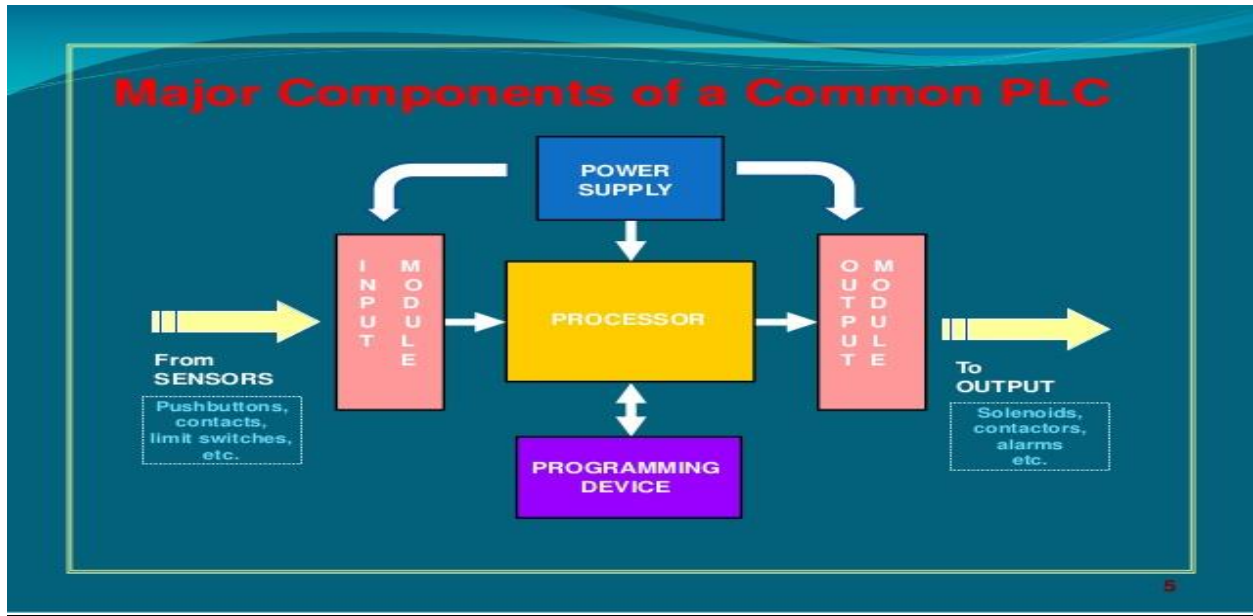 Major Components of a Common PLC
POWER
SUPPLY
INPUT
MODULE
PROCESSOR
OUTPUT
MODULE
From
SENSORS
Pushbuttons,
contacts,
limit switches,
etc.
To
OUTPUT
Solenoids,
contactors,
alarms
etc.
PROGRAMMING
DEVICE
5